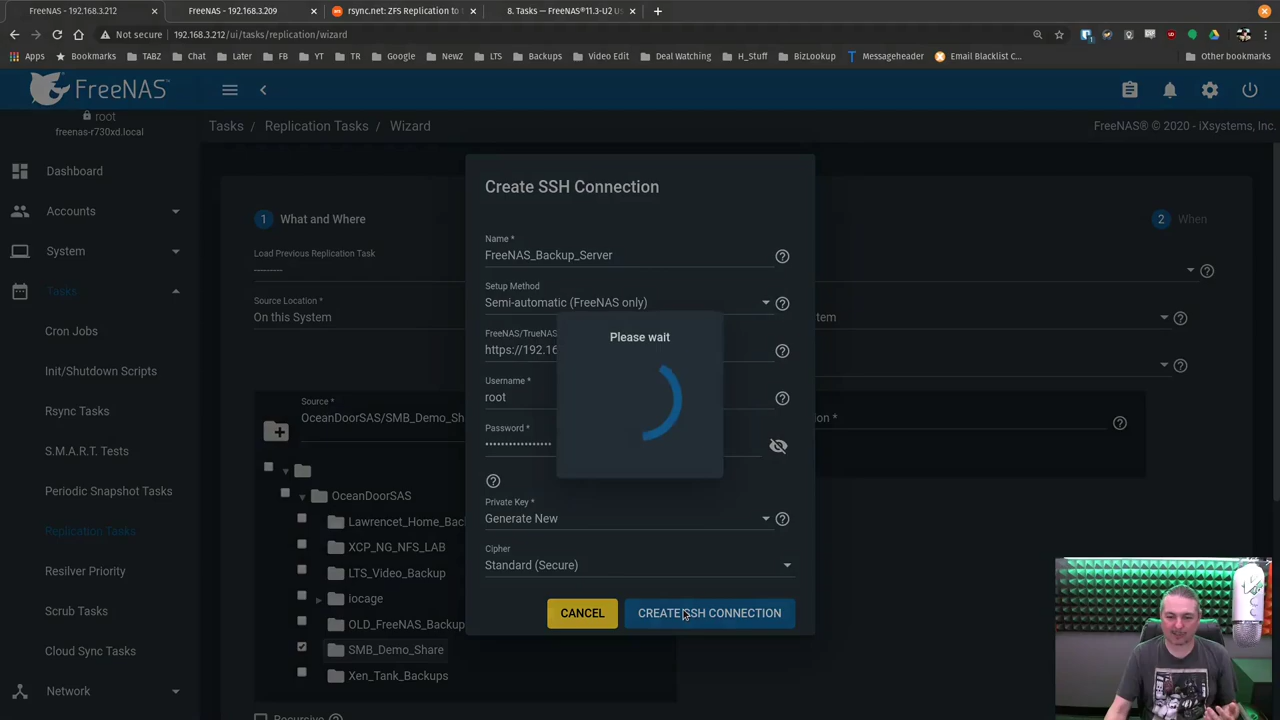 FreeNAS - 192.168.3.212
FreeNAS - 192.168.3.209
rsync.net: ZFS Replication to
8. Tasks — FreeNAS®11.3-U2 U
Not secure
192.168.3.212/ui/tasks/replication/wizard
Apps
Bookmarks
TABZ
Chat
Later
FB
YT
TR
Google
NewZ
LTS
Backups
Video Edit
Deal Watching
H_Stuff
BizLookup
Messageheader
Email Blacklist C...
Other bookmarks
FreeNAS®
root
freenas-r730xd.local
Tasks / Replication Tasks / Wizard
FreeNAS® © 2020 - iXsystems, Inc.
Dashboard
Accounts
System
Tasks
Cron Jobs
Init/Shutdown Scripts
Rsync Tasks
S.M.A.R.T. Tests
Periodic Snapshot Tasks
Replication Tasks
Resilver Priority
Scrub Tasks
Cloud Sync Tasks
Network
1 What and Where
2 When
Load Previous Replication Task
---------
Source Location *
On this System
tem
Source *
OceanDoorSAS/SMB_Demo_Sh
on *
OceanDoorSAS
Lawrencet_Home_Bac
XCP_NG_NFS_LAB
LTS_Video_Backup
iocage
OLD_FreeNAS_Backup
SMB_Demo_Share
Xen_Tank_Backups
Recursive
Create SSH Connection
Name *
FreeNAS_Backup_Server
Setup Method
Semi-automatic (FreeNAS only)
FreeNAS/TrueNAS
https://192.16
Username *
root
Password *
Private Key *
Generate New
Cipher
Standard (Secure)
CANCEL
CREATE SSH CONNECTION
Please wait